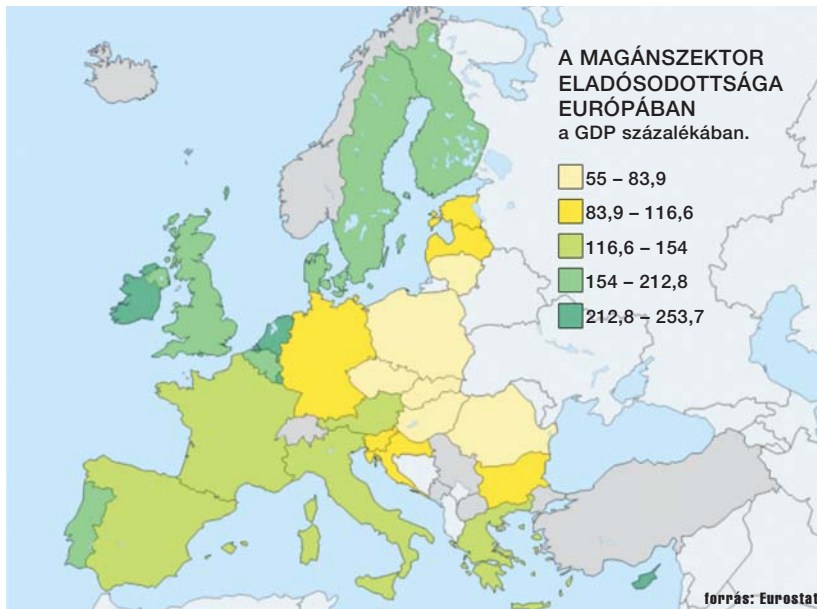 A MAGÁNSZEKTOR
ELADÓSODOTTSÁGA
EURÓPÁBAN
a GDP százalékában.
55 – 83,9
83,9 – 116,6
116,6 – 154
154 – 212,8
212,8 – 253,7
forrás: Eurostat